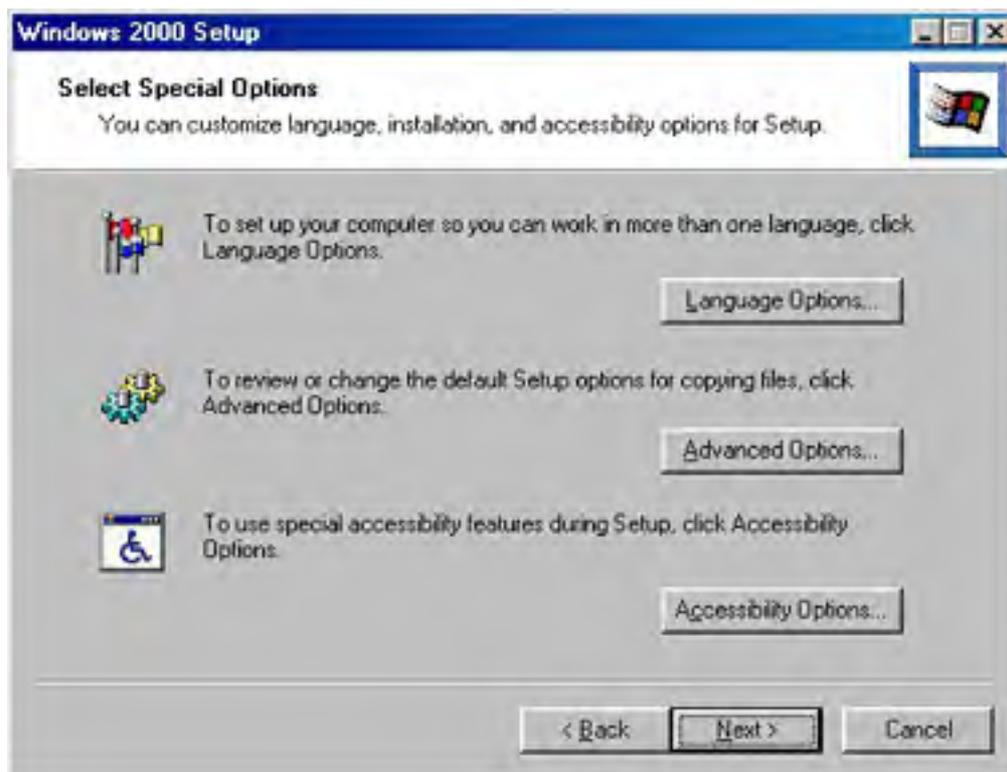 Windows 2000 Setup
Select Special Options
You can customize language, installation, and accessibility options for Setup.
To set up your computer so you can work in more than one language, click
Language Options.
Language Options...
To review or change the default Setup options for copying files, click
Advanced Options.
Advanced Options...
To use special accessibility features during Setup, click Accessibility
Options.
Accessibility Options...
< Back
Next >
Cancel